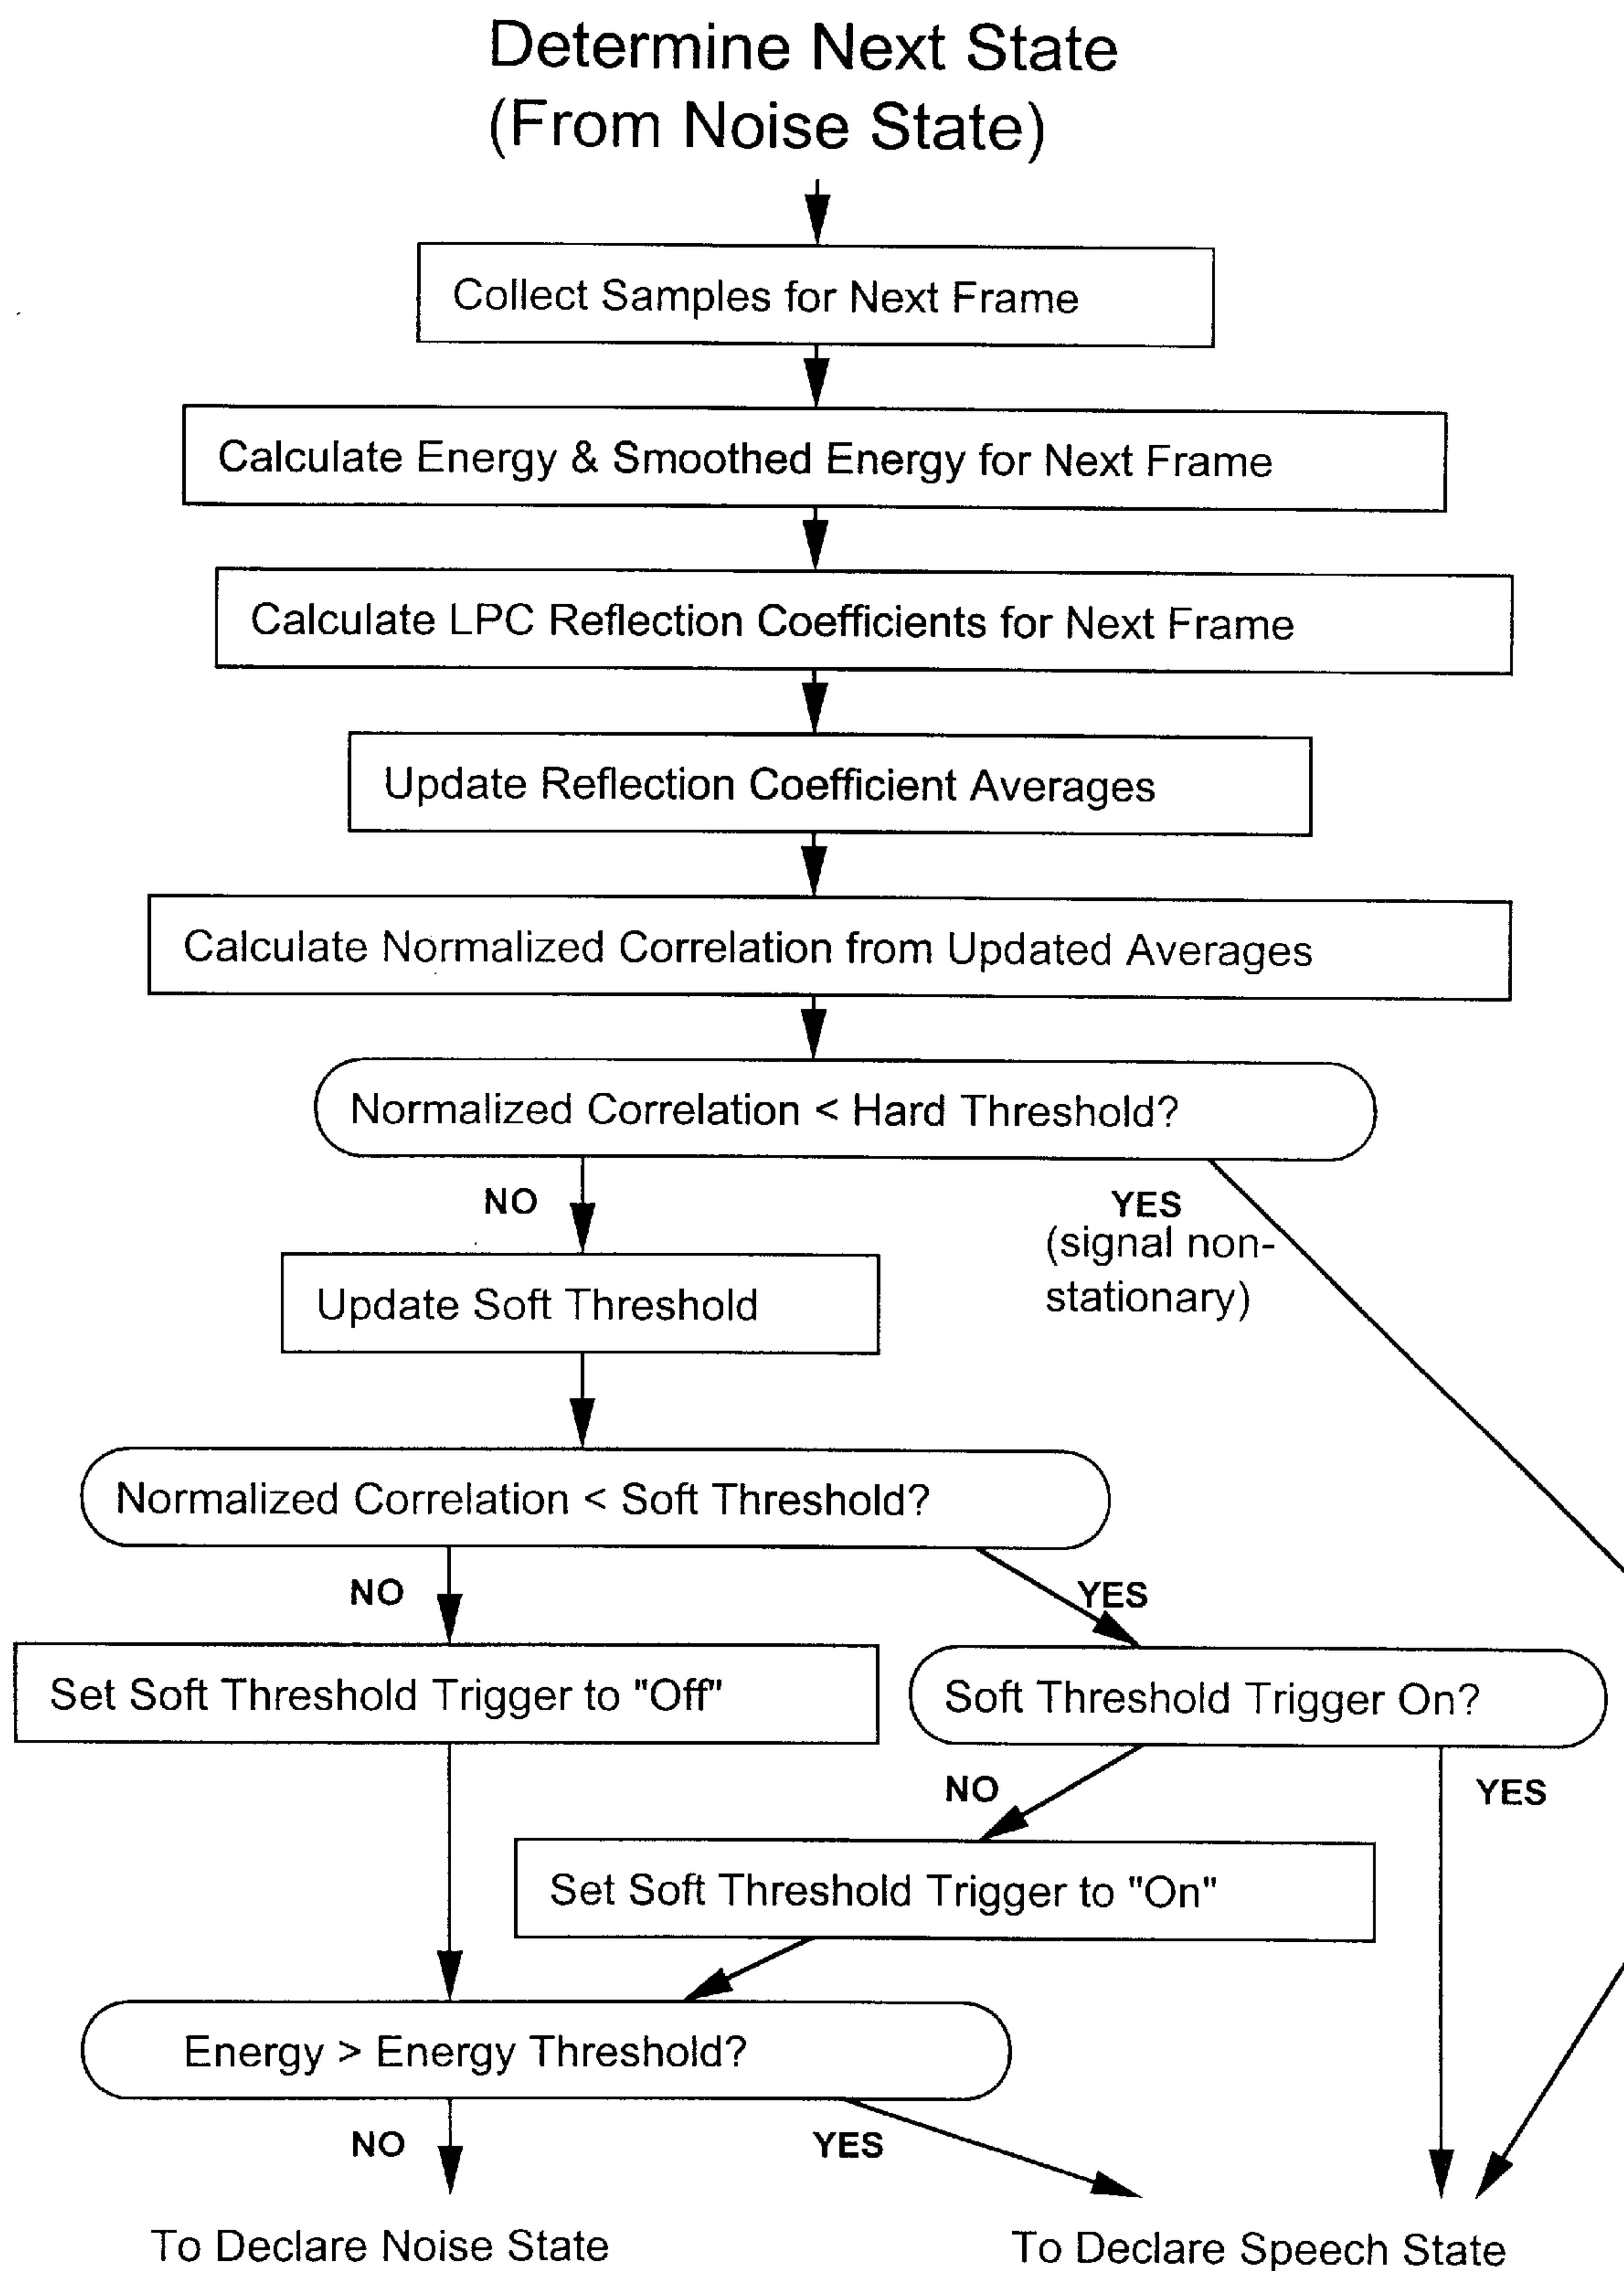 Determine Next State
(From Noise State)
Collect Samples for Next Frame
Calculate Energy & Smoothed Energy for Next Frame
Calculate LPC Reflection Coefficients for Next Frame
Update Reflection Coefficient Averages
Calculate Normalized Correlation from Updated Averages
Normalized Correlation < Hard Threshold?
NO
YES
(signal non-
stationary)
Update Soft Threshold
Normalized Correlation < Soft Threshold?
NO
YES
Set Soft Threshold Trigger to "Off"
Soft Threshold Trigger On?
NO
YES
Set Soft Threshold Trigger to "On"
Energy > Energy Threshold?
NO
YES
To Declare Noise State
To Declare Speech State